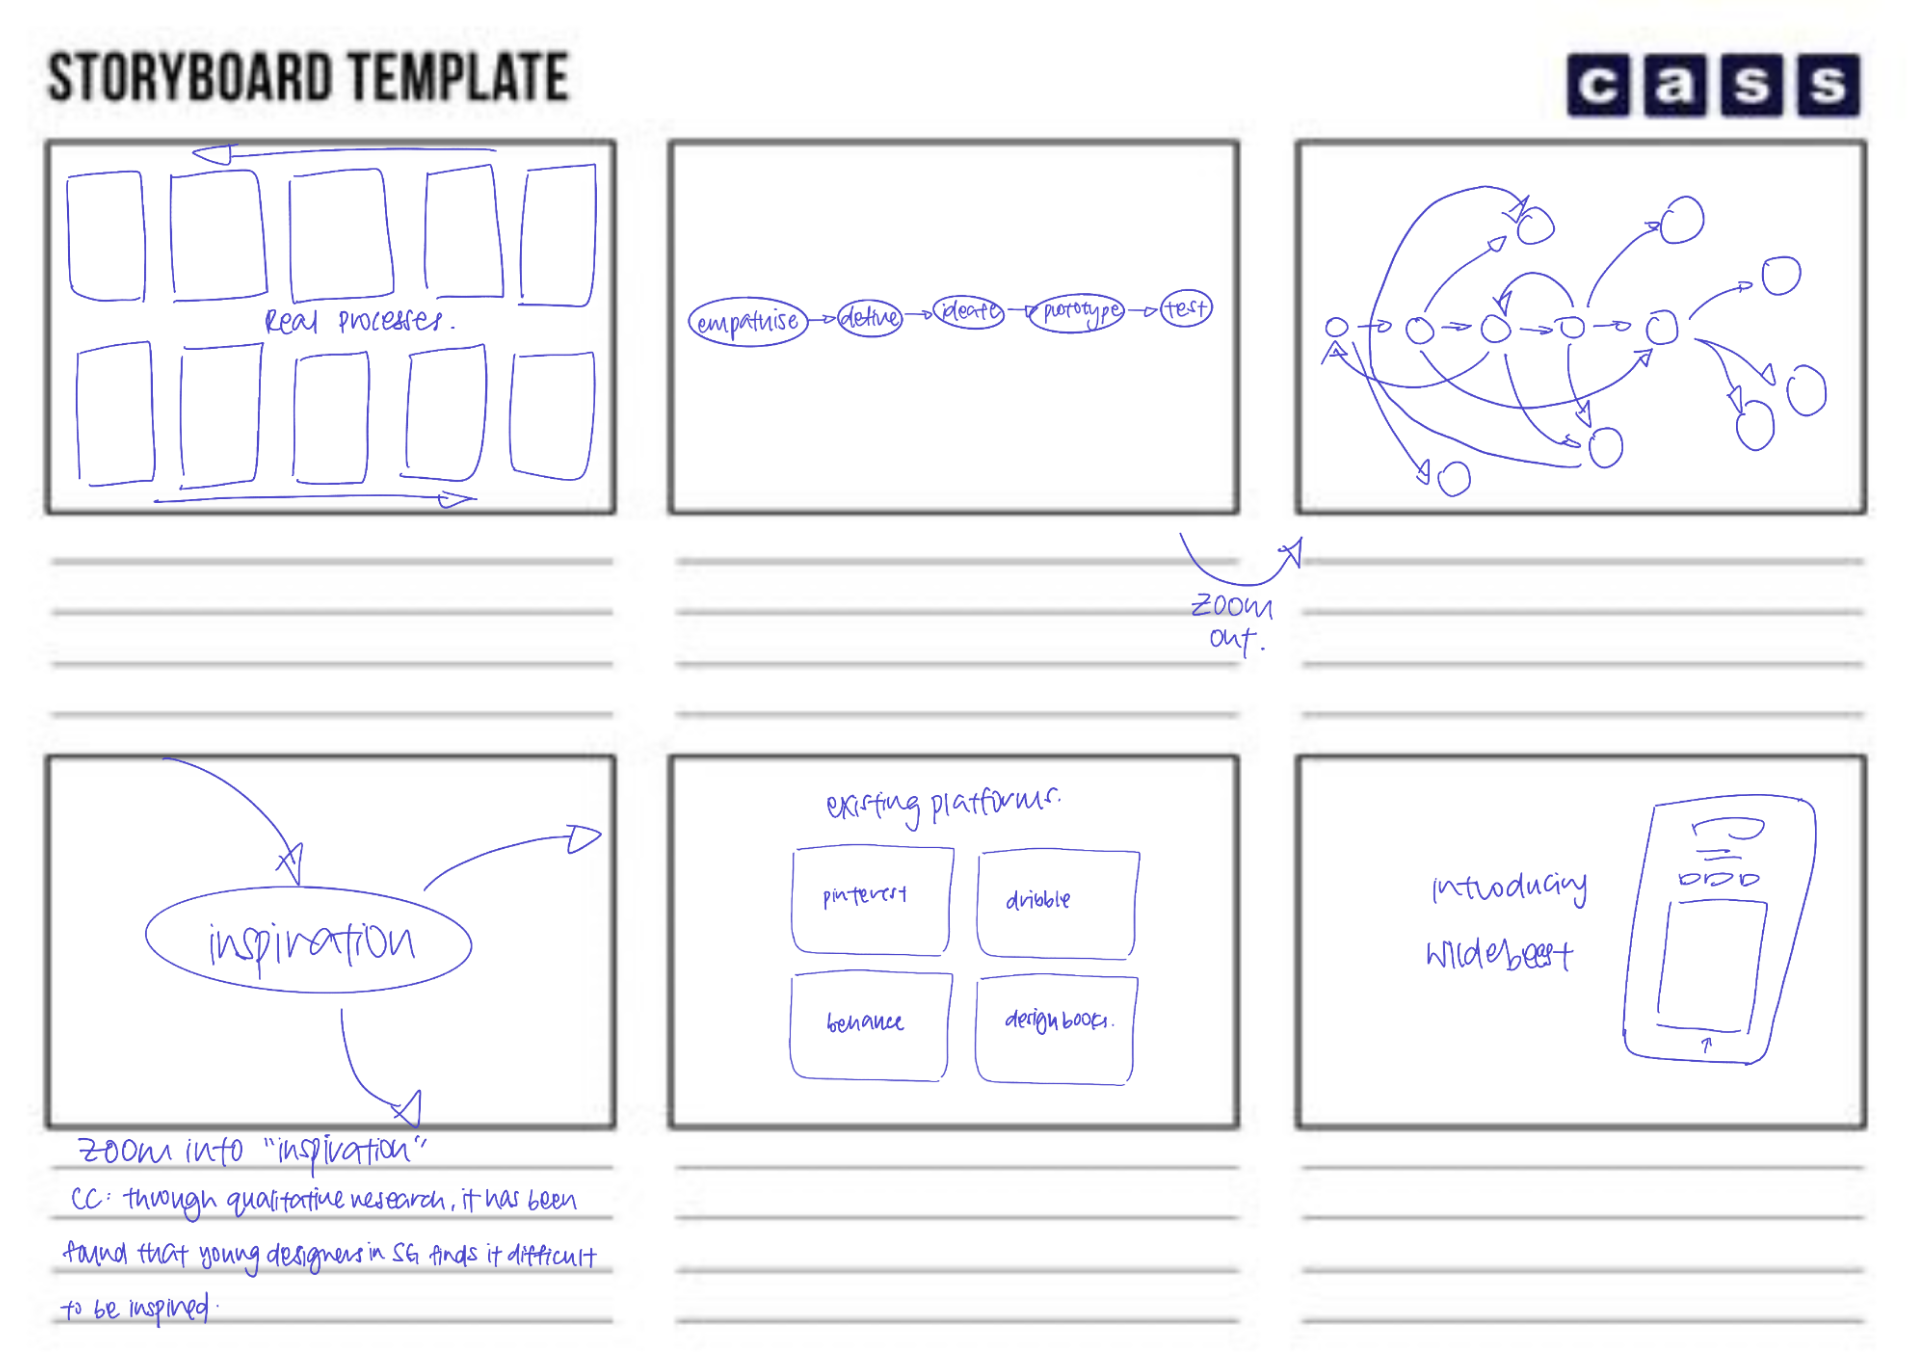 STORYBOARD TEMPLATE
cass
Real processes.
empathise
define
ideate
prototype
test
zoom
out.
inspiration
existing platforms.
pinterest
dribble
behance
design books.
introducing
wildebeest
zoom into "inspiration"
CC: through qualitative research, it has been
found that young designers in SG finds it difficult
to be inspired.